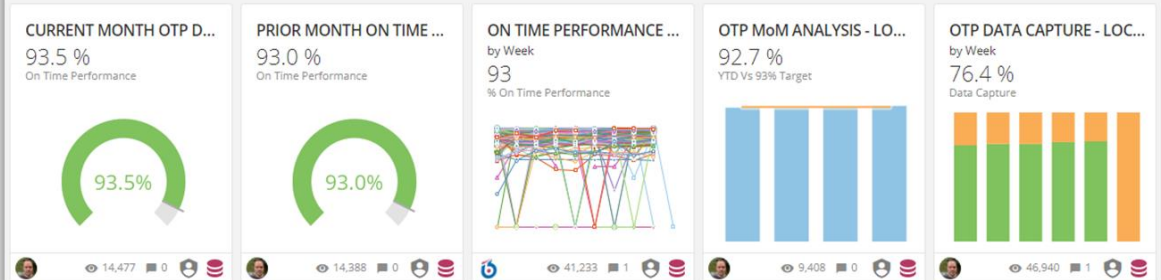 CURRENT MONTH OTP D...
93.5 %
On Time Performance
93.5%
14,477
0
PRIOR MONTH ON TIME ...
93.0 %
On Time Performance
93.0%
14,388
0
ON TIME PERFORMANCE ...
by Week
93
% On Time Performance
41,233
1
OTP MoM ANALYSIS - LO...
92.7 %
YTD Vs 93% Target
9,408
0
OTP DATA CAPTURE - LOC...
by Week
76.4 %
Data Capture
46,940
1